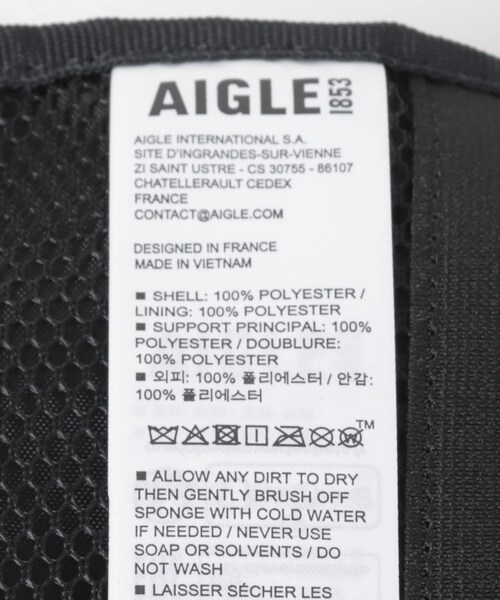 AIGLE 1853
AIGLE INTERNATIONAL S.A.
SITE D'INGRANDES-SUR-VIENNE
ZI SAINT USTRE - CS 30755 - 86107
CHATELLERAULT CEDEX
FRANCE
CONTACT@AIGLE.COM
DESIGNED IN FRANCE
MADE IN VIETNAM
■ SHELL: 100% POLYESTER /
LINING: 100% POLYESTER
■ SUPPORT PRINCIPAL: 100%
POLYESTER / DOUBLURE:
100% POLYESTER
■ 외피: 100% 폴리에스터 / 안감:
100% 폴리에스터
W TM
■ ALLOW ANY DIRT TO DRY
THEN GENTLY BRUSH OFF
SPONGE WITH COLD WATER
IF NEEDED / NEVER USE
SOAP OR SOLVENTS / DO
NOT WASH
■ LAISSER SÉCHER LES